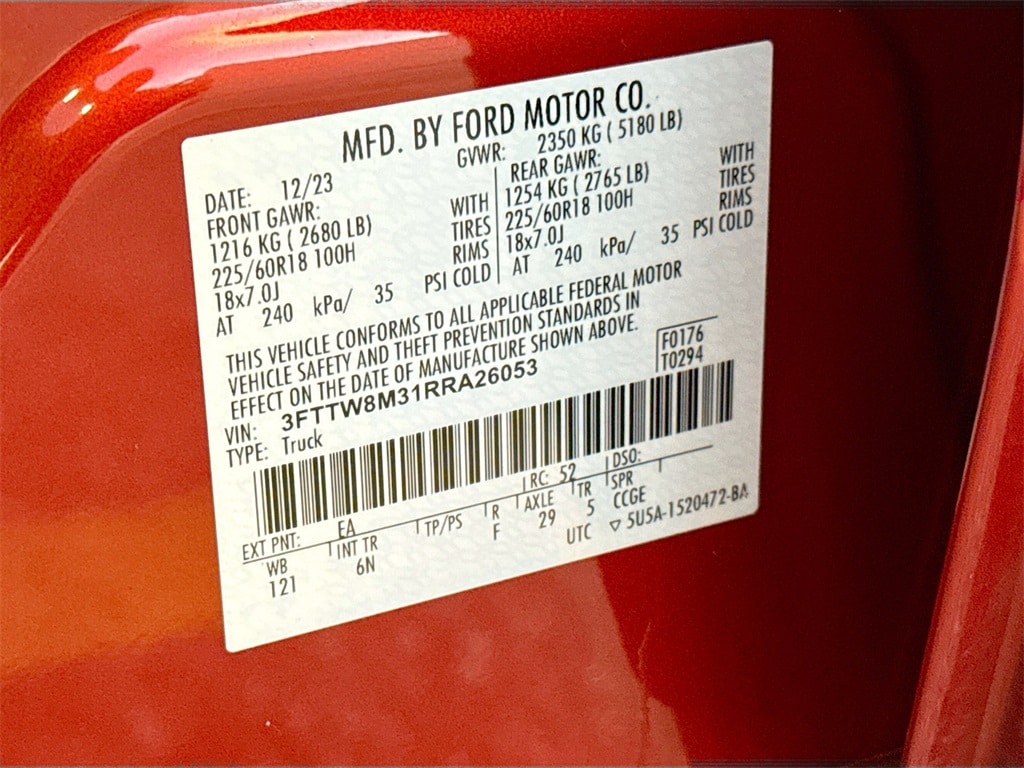 MFD. BY FORD MOTOR CO.
DATE: 12/23
GVWR: 2350 KG ( 5180 LB)
FRONT GAWR:
1216 KG ( 2680 LB) WITH
225/60R18 100H TIRES
18x7.0J RIMS
AT 240 kPa/ 35 PSI COLD
REAR GAWR:
1254 KG ( 2765 LB) WITH
225/60R18 100H TIRES
18x7.0J RIMS
AT 240 kPa/ 35 PSI COLD
THIS VEHICLE CONFORMS TO ALL APPLICABLE FEDERAL MOTOR
VEHICLE SAFETY AND THEFT PREVENTION STANDARDS IN
EFFECT ON THE DATE OF MANUFACTURE SHOWN ABOVE.
F0176
T0294
VIN: 3FTTW8M31RRA26053
TYPE: Truck
EXT PNT: EA RC: 52 DSO:
WB INT TR TP/PS R AXLE TR SPR
121 6N F 29 5 CCGE
UTC ▽ 5U5A-1520472-BA